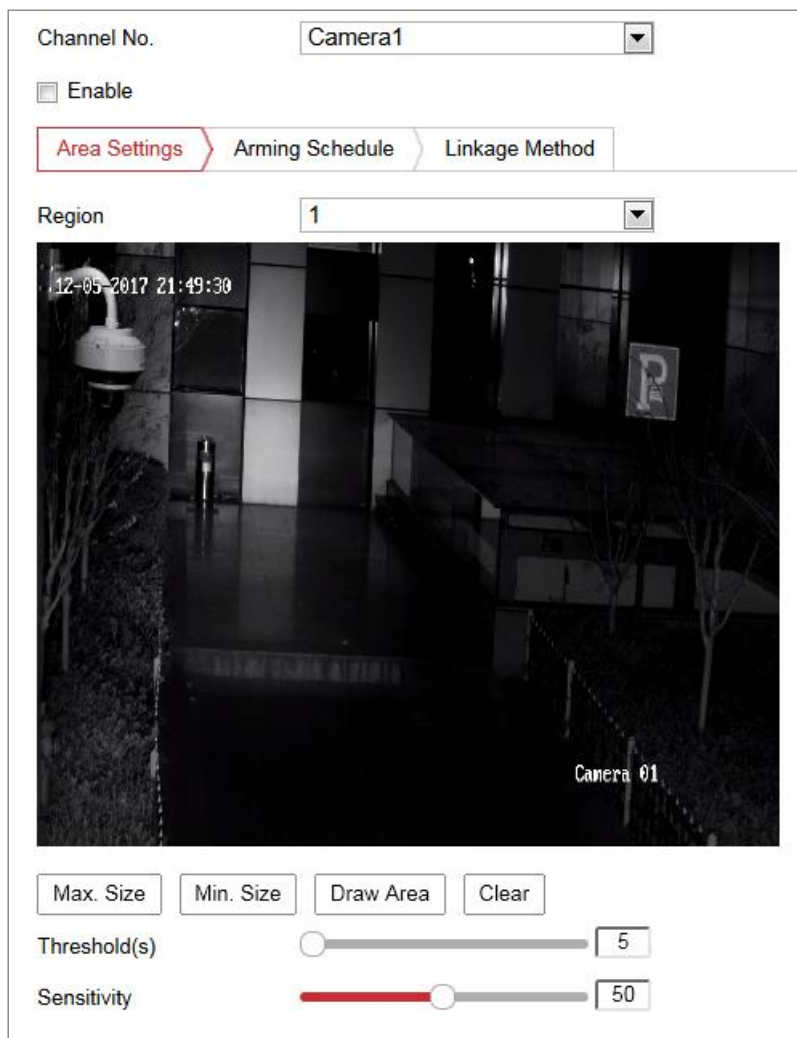 Channel No. Camera1
Enable
Area Settings Arming Schedule Linkage Method
Region 1
12-05-2017 21:49:30
P
Camera 01
Max. Size Min. Size Draw Area Clear
Threshold(s) 5
Sensitivity 50